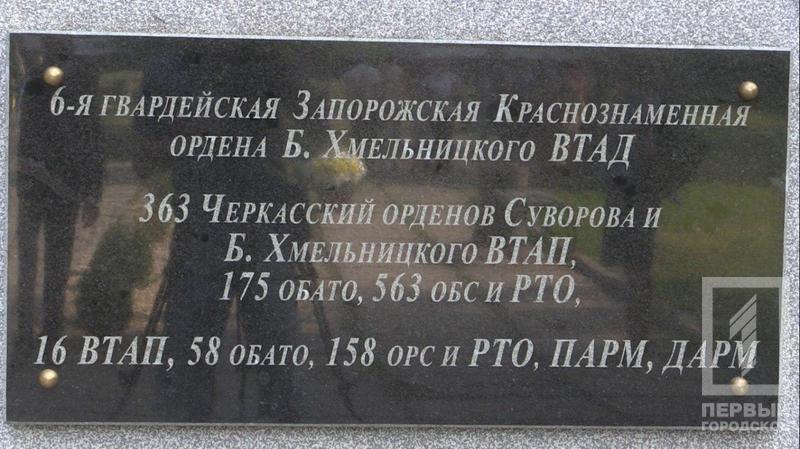 6-я гвардейская Запорожская Краснознаменная
ордена Б. Хмельницкого ВТАД
363 Черкасский орденов Суворова и
Б. Хмельницкого ВТАП,
175 обато, 563 обс и РТО,
16 ВТАП, 58 обато, 158 орс и РТО, ПАРМ, ДАРМ
ПЕРВЫ
ГОРОДСКО